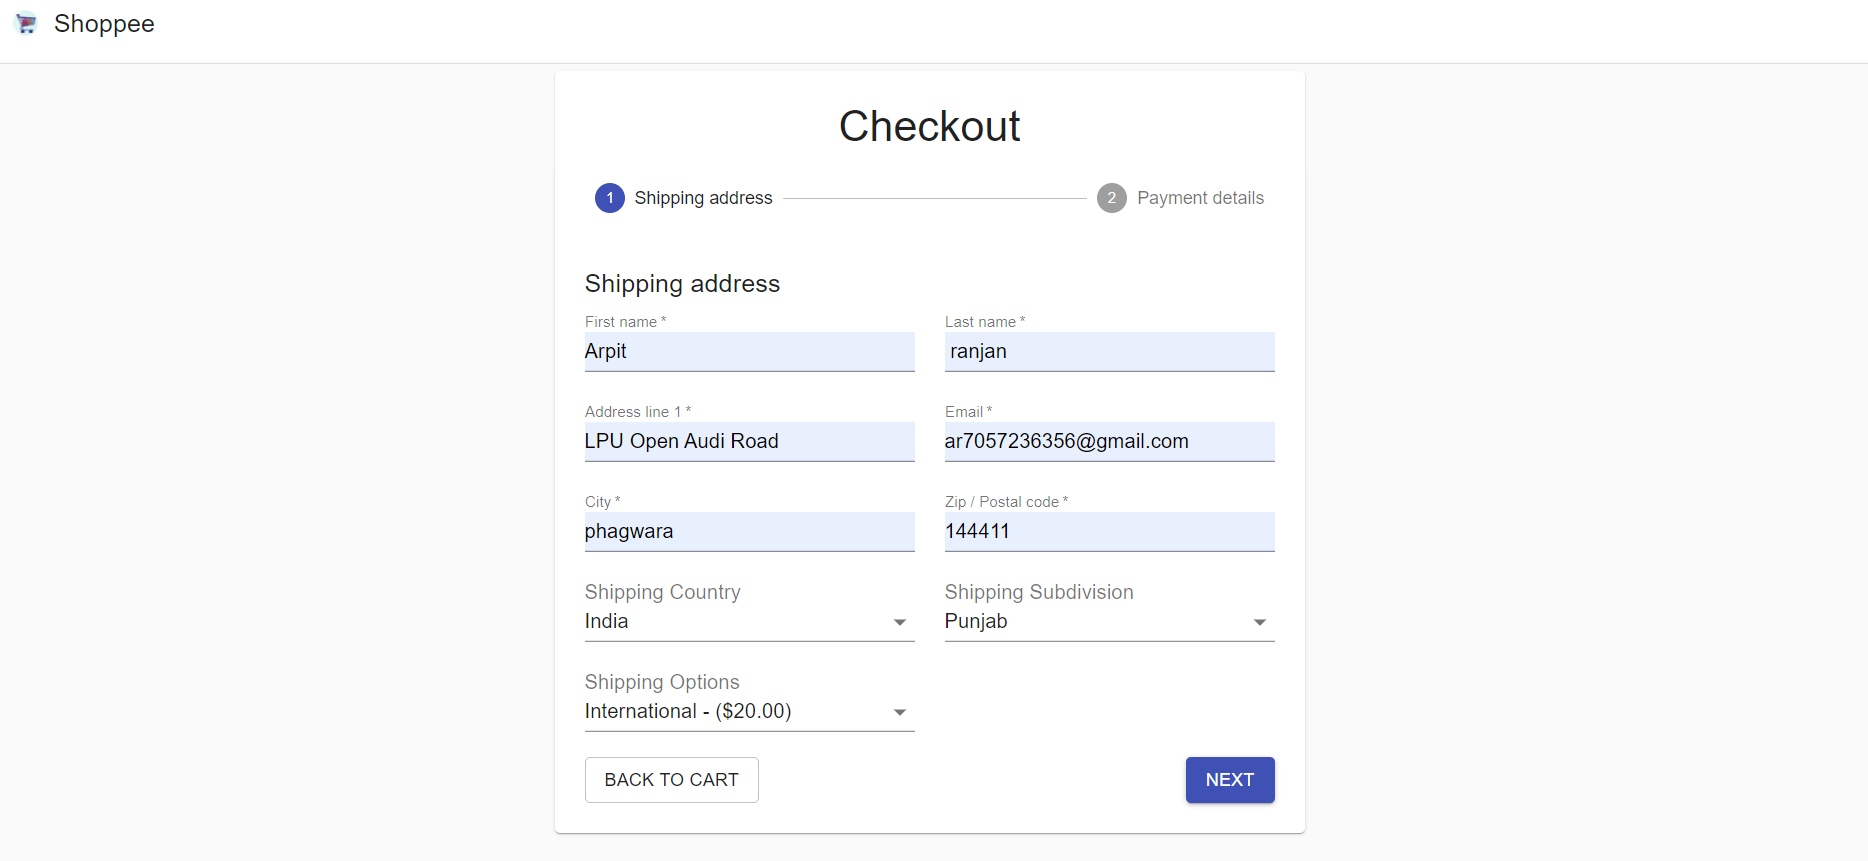 Shoppee
Checkout
1 Shipping address 2 Payment details
Shipping address
First name * Last name *
Arpit ranjan
Address line 1 * Email *
LPU Open Audi Road ar7057236356@gmail.com
City * Zip / Postal code *
phagwara 144411
Shipping Country Shipping Subdivision
India Punjab
Shipping Options
International - ($20.00)
BACK TO CART NEXT